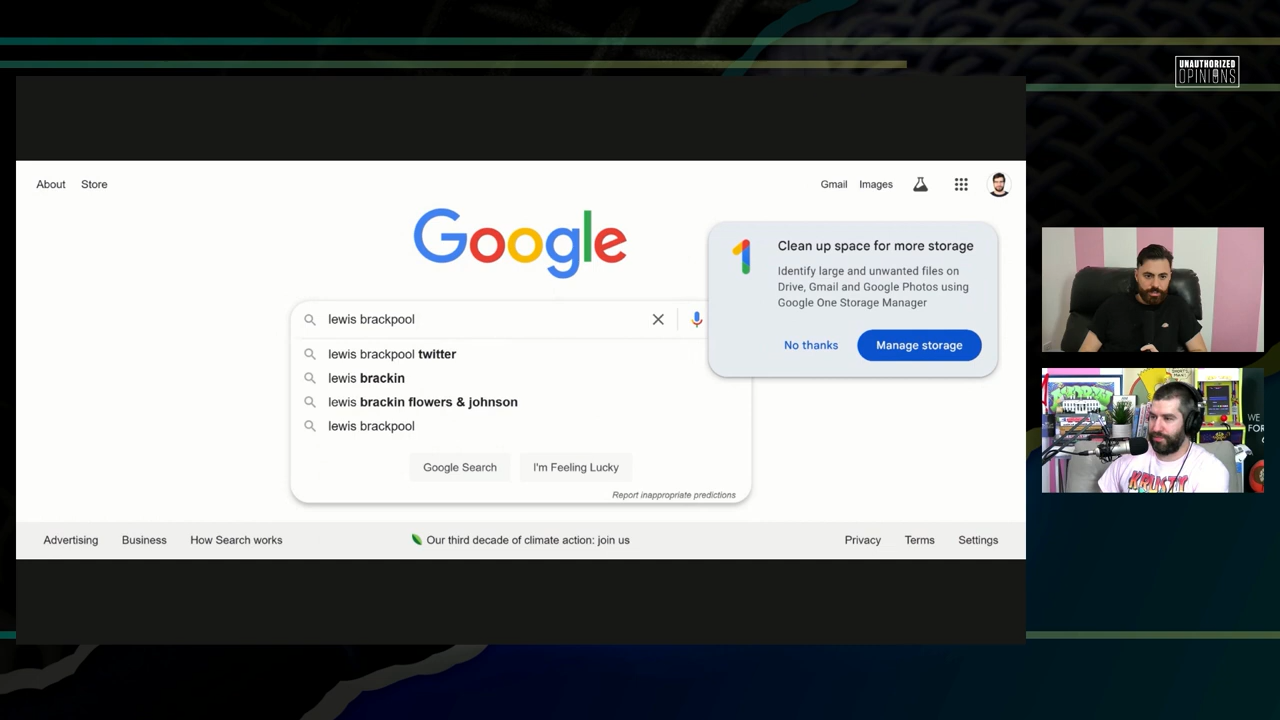 UNAUTHORIZED
OPINIONS
About Store
Gmail Images
Google
Clean up space for more storage
Identify large and unwanted files on
Drive, Gmail and Google Photos using
Google One Storage Manager
No thanks Manage storage
lewis brackpool
lewis brackpool twitter
lewis brackin
lewis brackin flowers & johnson
lewis brackpool
Google Search I'm Feeling Lucky
Report inappropriate predictions
Advertising Business How Search works
Our third decade of climate action: join us
Privacy Terms Settings
WE
FOR
KRUSTY